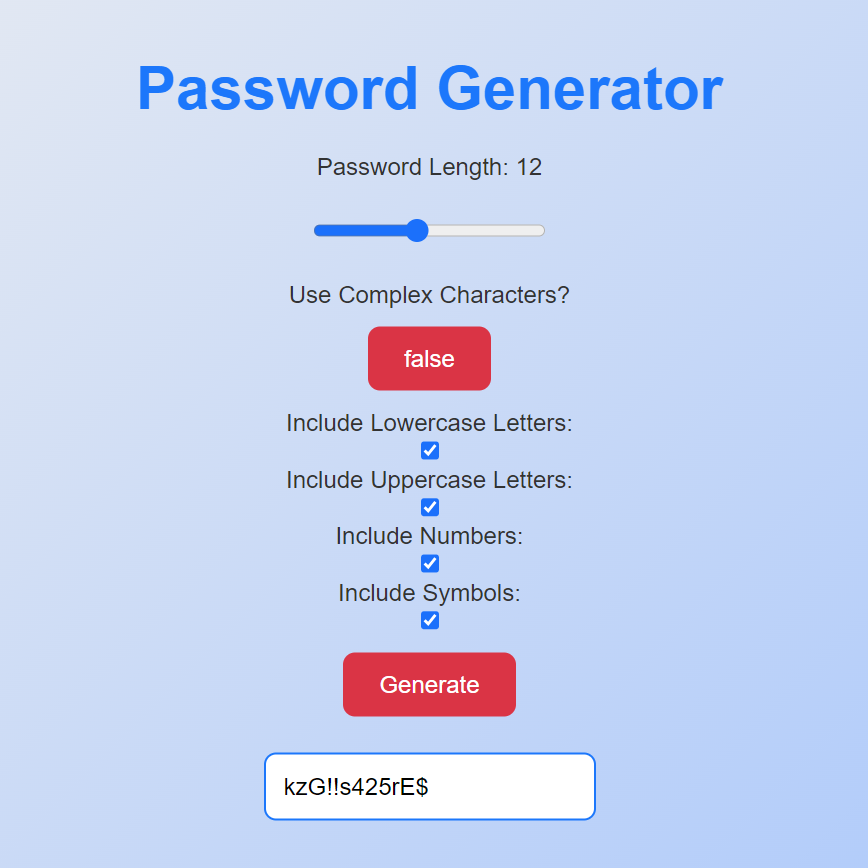 Password Generator
Password Length: 12
Use Complex Characters?
false
Include Lowercase Letters:
Include Uppercase Letters:
Include Numbers:
Include Symbols:
Generate
kzG!!s425rE$